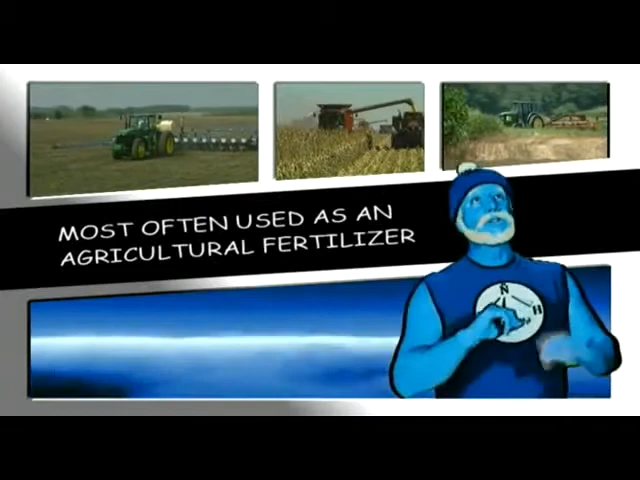 MOST OFTEN USED AS AN
AGRICULTURAL FERTILIZER
N
H